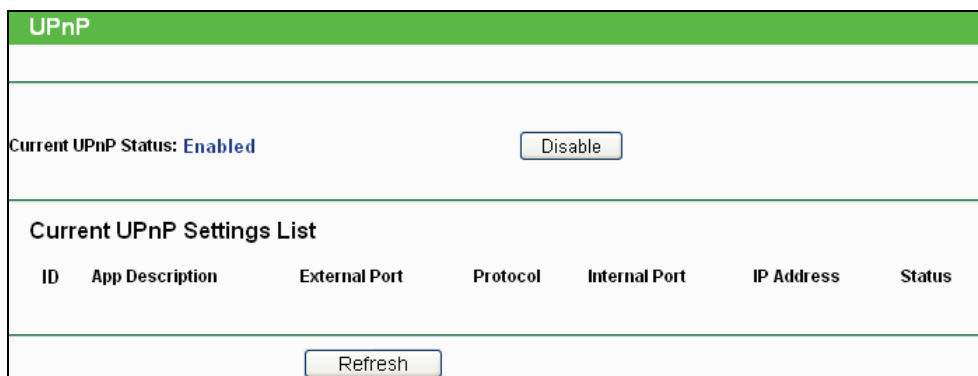 UPnP
Current UPnP Status: Enabled Disable
Current UPnP Settings List
ID App Description External Port Protocol Internal Port IP Address Status
Refresh